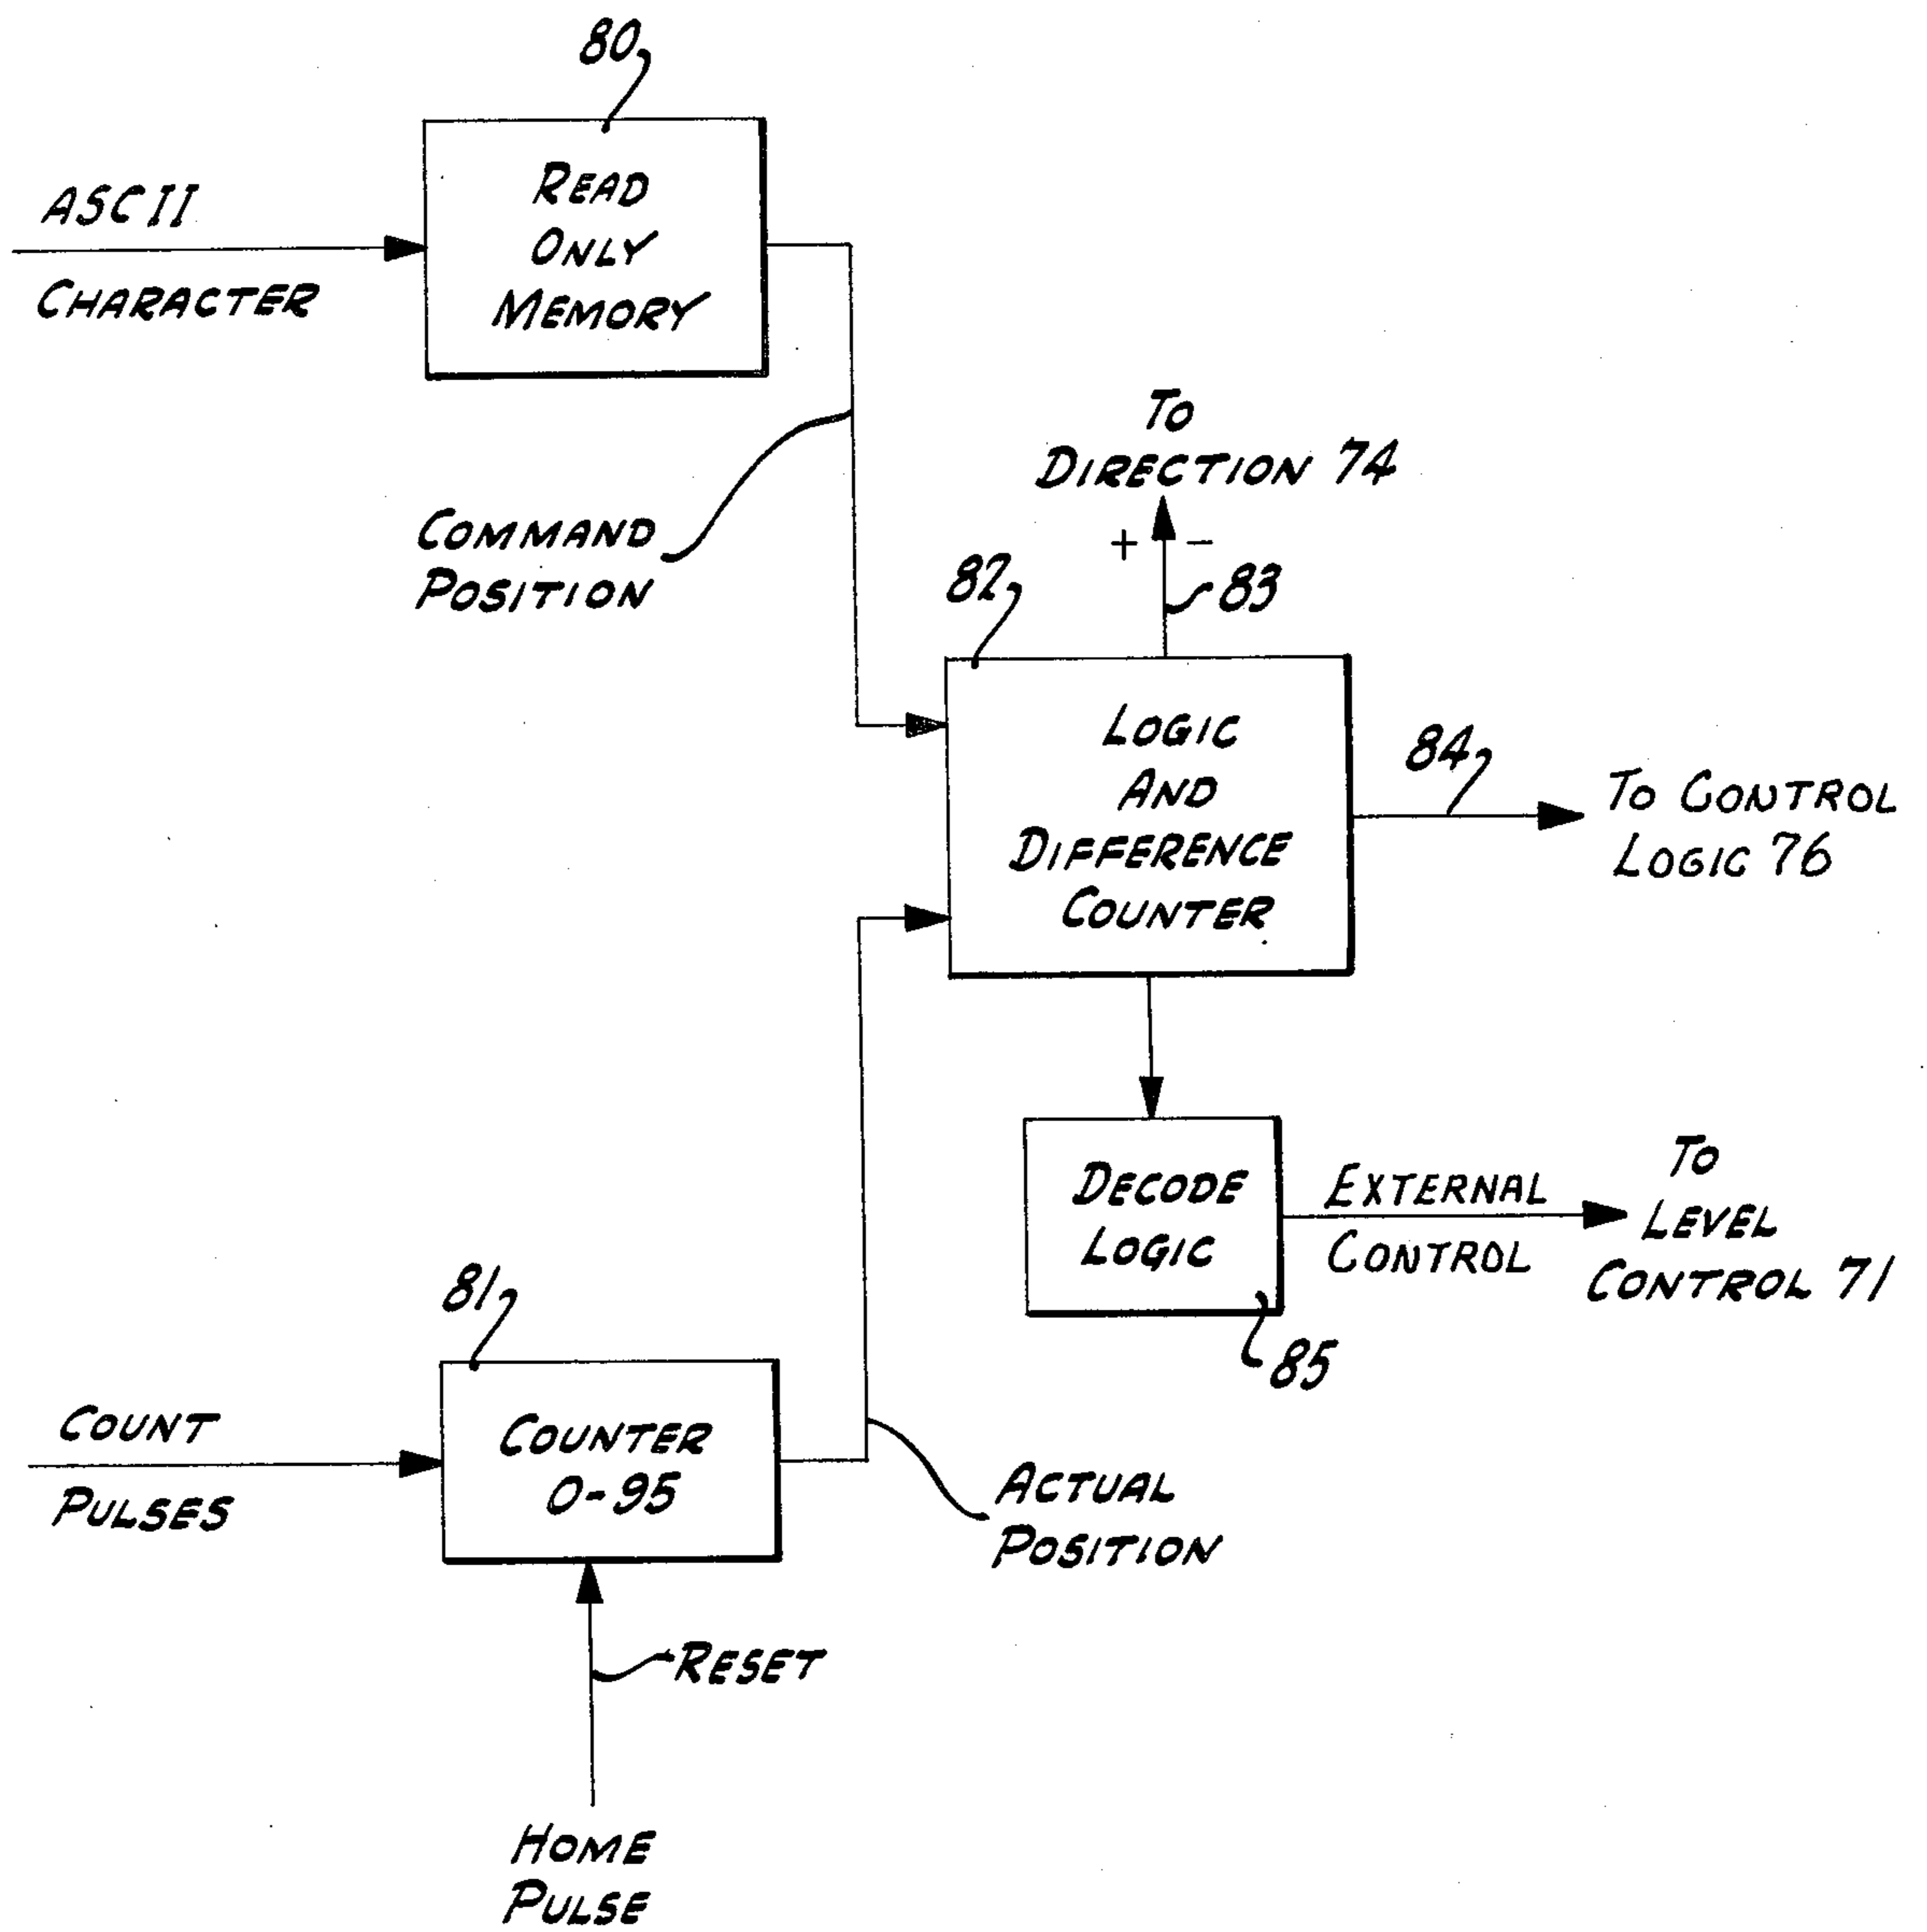 80
ASCII
CHARACTER
READ
ONLY
MEMORY
COMMAND
POSITION
TO
DIRECTION 74
+ -
83
82
LOGIC
AND
DIFFERENCE
COUNTER
84
TO CONTROL
LOGIC 76
DECODE
LOGIC
85
EXTERNAL
CONTROL
TO
LEVEL
CONTROL 71
81
COUNT
PULSES
COUNTER
0-95
ACTUAL
POSITION
RESET
HOME
PULSE